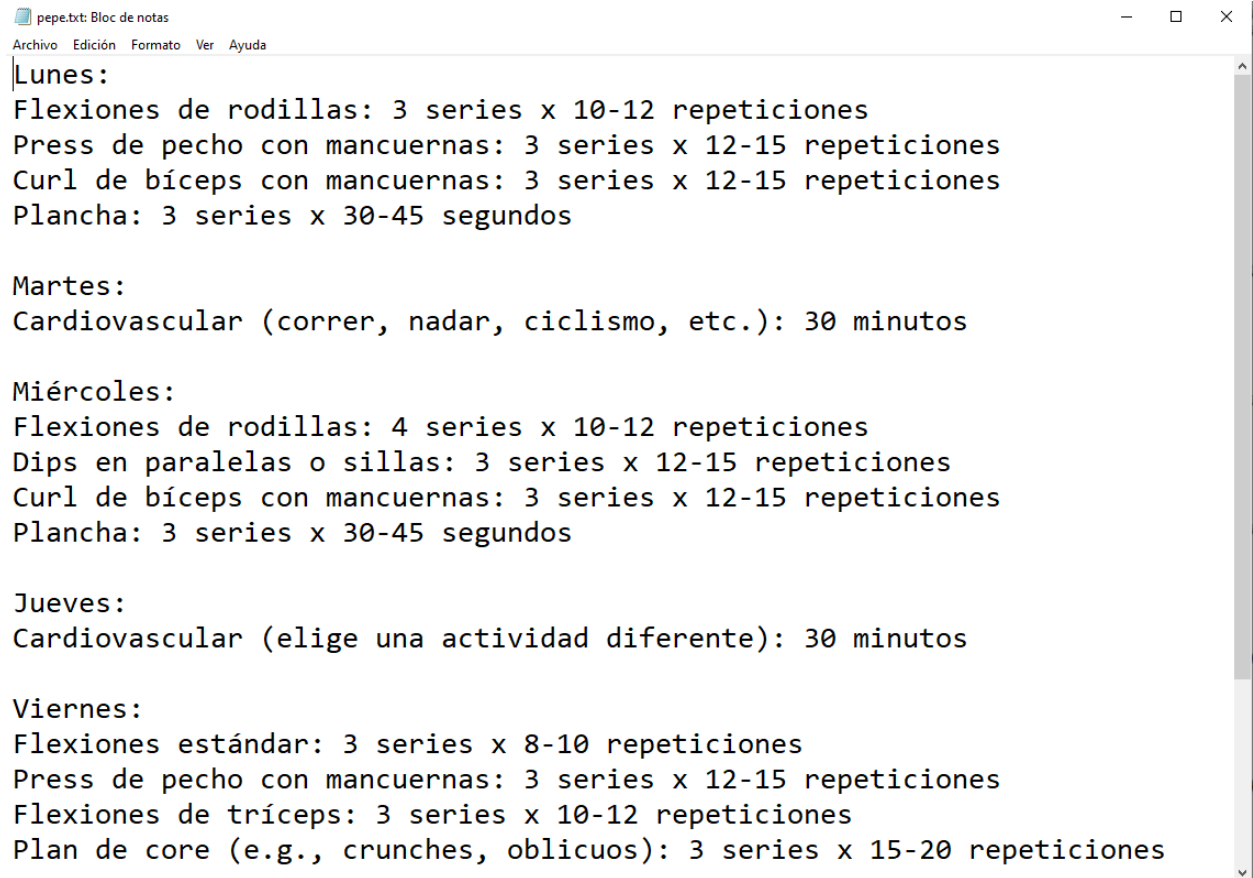 pepe.txt: Bloc de notas
Archivo Edición Formato Ver Ayuda
Lunes:
Flexiones de rodillas: 3 series x 10-12 repeticiones
Press de pecho con mancuernas: 3 series x 12-15 repeticiones
Curl de bíceps con mancuernas: 3 series x 12-15 repeticiones
Plancha: 3 series x 30-45 segundos

Martes:
Cardiovascular (correr, nadar, ciclismo, etc.): 30 minutos

Miércoles:
Flexiones de rodillas: 4 series x 10-12 repeticiones
Dips en paralelas o sillas: 3 series x 12-15 repeticiones
Curl de bíceps con mancuernas: 3 series x 12-15 repeticiones
Plancha: 3 series x 30-45 segundos

Jueves:
Cardiovascular (elige una actividad diferente): 30 minutos

Viernes:
Flexiones estándar: 3 series x 8-10 repeticiones
Press de pecho con mancuernas: 3 series x 12-15 repeticiones
Flexiones de tríceps: 3 series x 10-12 repeticiones
Plan de core (e.g., crunches, oblicuos): 3 series x 15-20 repeticiones